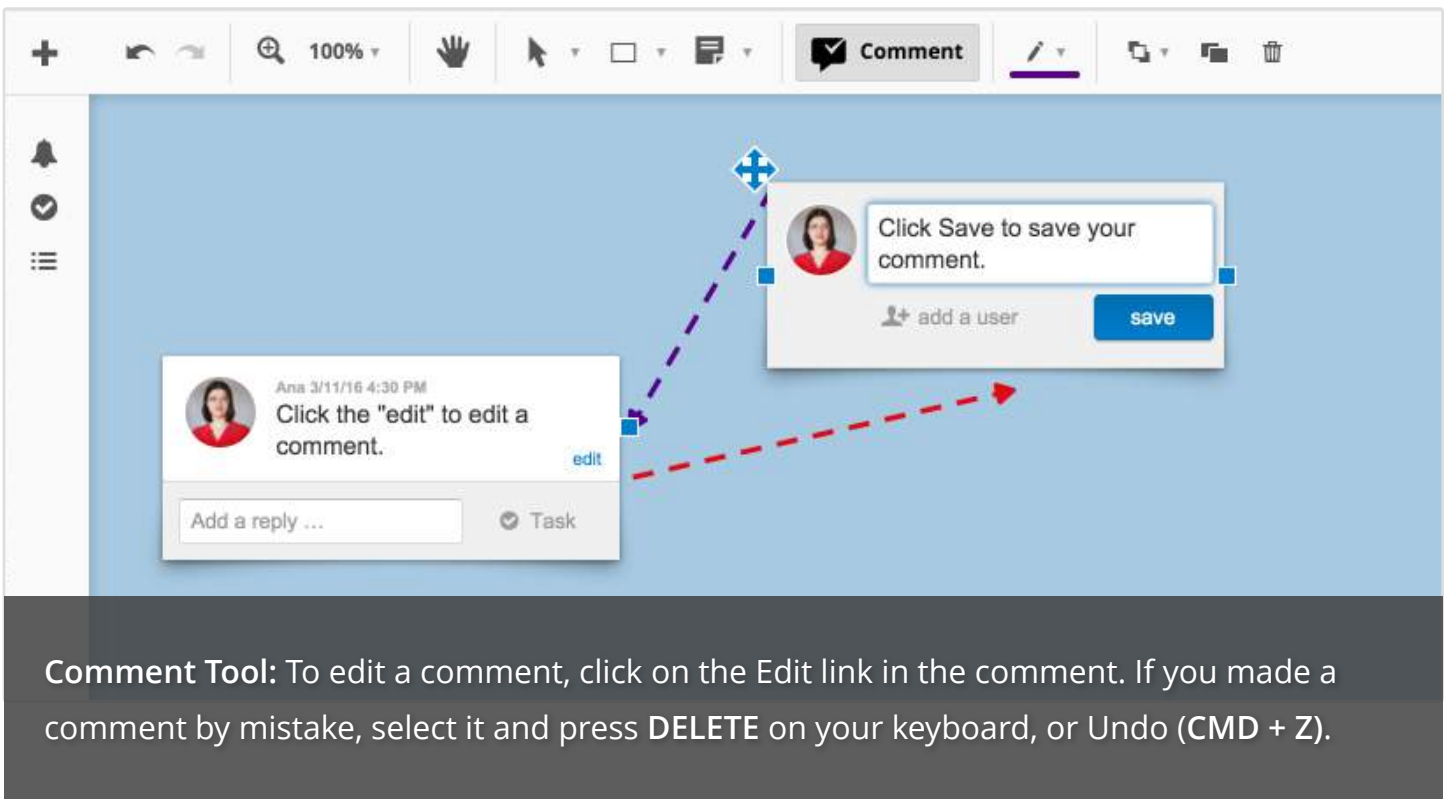 100%
Comment
Click Save to save your
comment.
add a user
save
Ana 3/11/16 4:30 PM
Click the "edit" to edit a
comment.
edit
Add a reply ...
Task
Comment Tool: To edit a comment, click on the Edit link in the comment. If you made a
comment by mistake, select it and press DELETE on your keyboard, or Undo (CMD + Z).